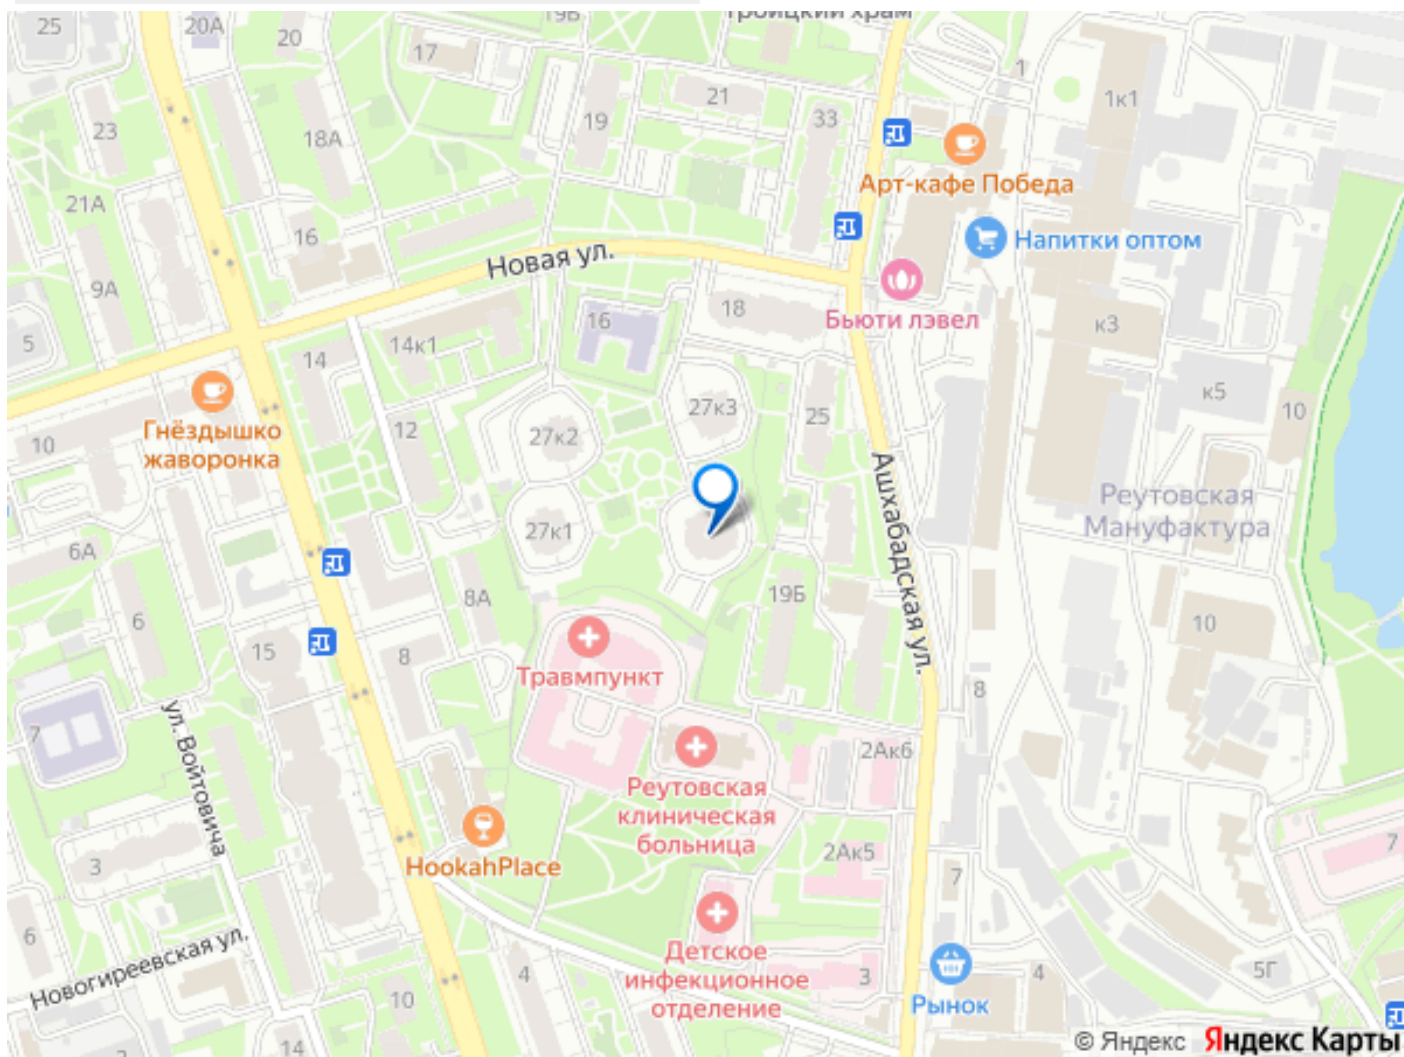 25
20А
20
19Б
Троицкий храм
17
1
23
18А
19
21
33
1к1
Арт-кафе Победа
21А
16
Напитки оптом
Новая ул.
9А
18
Бьюти лэвел
к3
5
14
14к1
16
27к3
25
к5
10
Гнёздышко
жаворонка
10
12
27к2
Ашхабадская ул.
Реутовская
Мануфактура
27к1
6А
8А
19Б
6
10
15
8
Травмпункт
8
7
ул. Войтовича
2Ак6
Реутовская
клиническая
больница
HookahPlace
2Ак5
7
7
3
Детское
инфекционное
отделение
6
Новогиреевская ул.
4
3
Рынок
4
5Г
10
14
2
© Яндекс Яндекс Карты